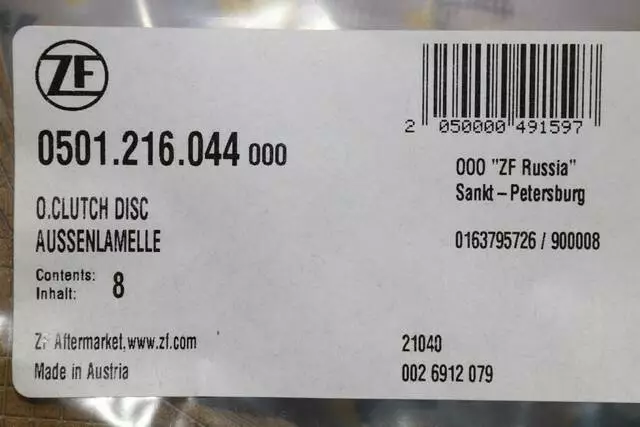 ZF
0501.216.044 000
O.CLUTCH DISC
AUSSENLAMELLE
Contents:
Inhalt: 8
ZF Aftermarket,www.zf.com
Made in Austria
2 050000 491597
OOO "ZF Russia"
Sankt-Petersburg
0163795726 / 900008
21040
002 6912 079